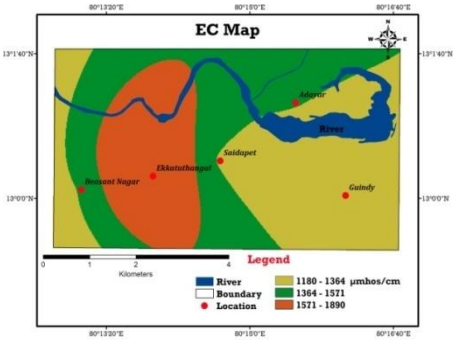 80°13'20"E 80°15'0"E 80°16'40"E
EC Map
N
W E
S
13°1'40"N 13°1'40"N
Adayar
River
Saidapet
Ekkatuthangal
Beasant Nagar
Guindy
13°0'0"N 13°0'0"N
Legend
0 1 2 4
Kilometers
River
Boundary
Location
1180 - 1364 µmhos/cm
1364 - 1571
1571 - 1890
80°13'20"E 80°15'0"E 80°16'40"E